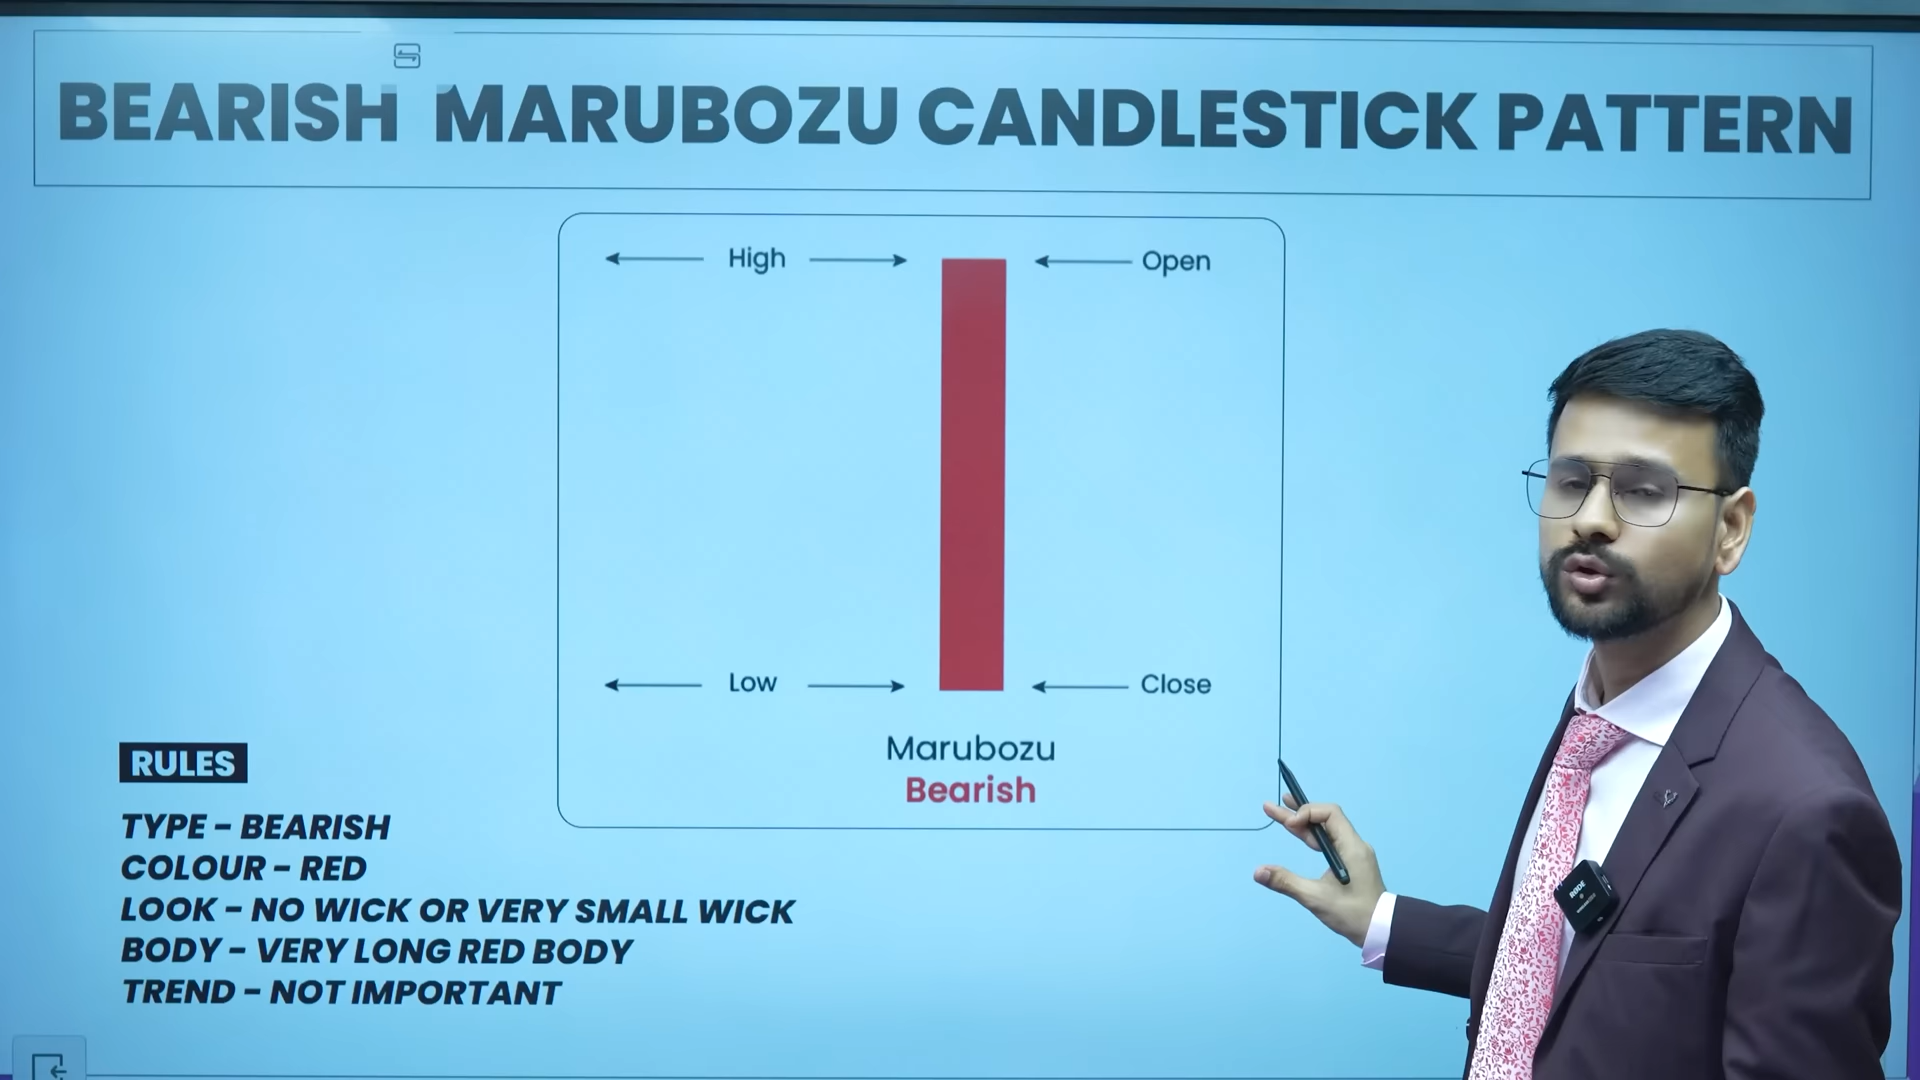 BEARISH MARUBOZU CANDLESTICK PATTERN
High
Open
Low
Close
Marubozu
Bearish
RULES
TYPE – BEARISH
COLOUR – RED
LOOK – NO WICK OR VERY SMALL WICK
BODY – VERY LONG RED BODY
TREND – NOT IMPORTANT
RØDE